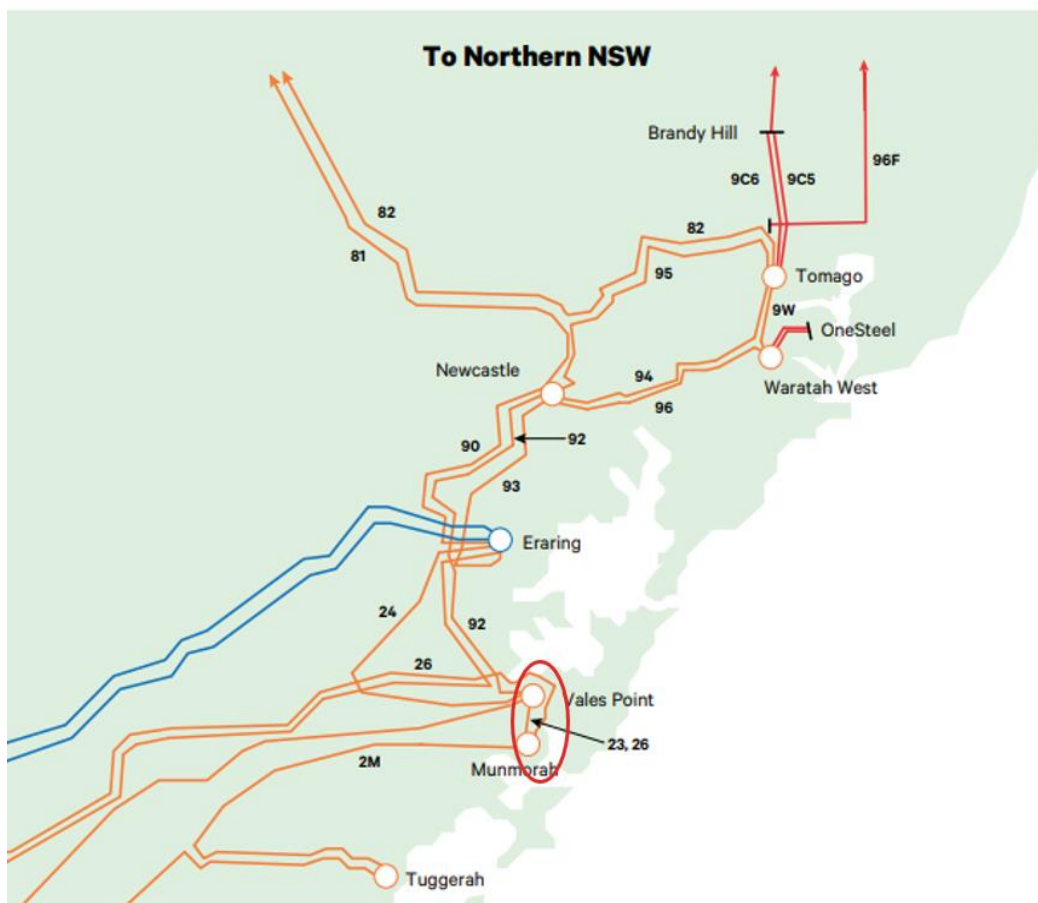 To Northern NSW
Brandy Hill
96F
9C6
9C5
82
82
81
95
Tomago
9W
OneSteel
Newcastle
94
Waratah West
96
90
92
93
Eraring
24
92
26
Vales Point
23, 26
2M
Munmorah
Tuggerah